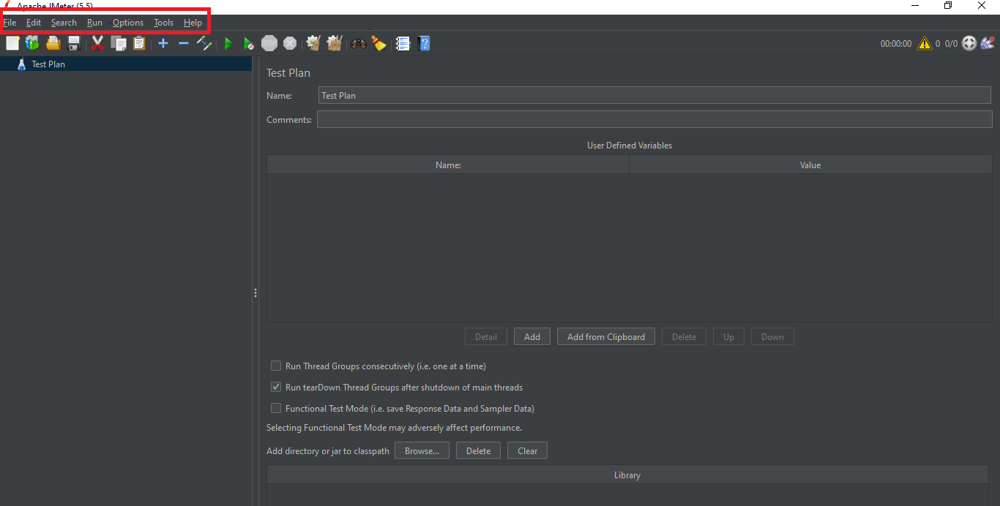 Apache JMeter (5.5)
File Edit Search Run Options Tools Help
STOP 00:00:00 0 0/0
Test Plan
Test Plan
Name: Test Plan
Comments:
User Defined Variables
Name: Value
Detail Add Add from Clipboard Delete Up Down
Run Thread Groups consecutively (i.e. one at a time)
Run tearDown Thread Groups after shutdown of main threads
Functional Test Mode (i.e. save Response Data and Sampler Data)
Selecting Functional Test Mode may adversely affect performance.
Add directory or jar to classpath Browse... Delete Clear
Library